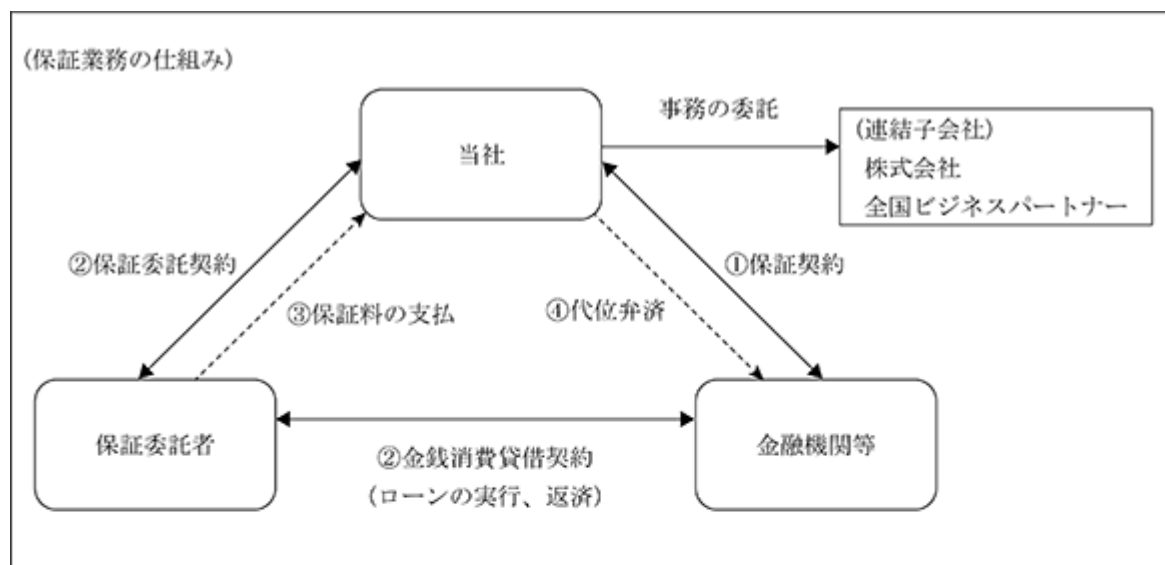 (保証業務の仕組み)
当社
事務の委託
(連結子会社)
株式会社
全国ビジネスパートナー
②保証委託契約
①保証契約
③保証料の支払
④代位弁済
保証委託者
金融機関等
②金銭消費貸借契約
(ローンの実行、返済)